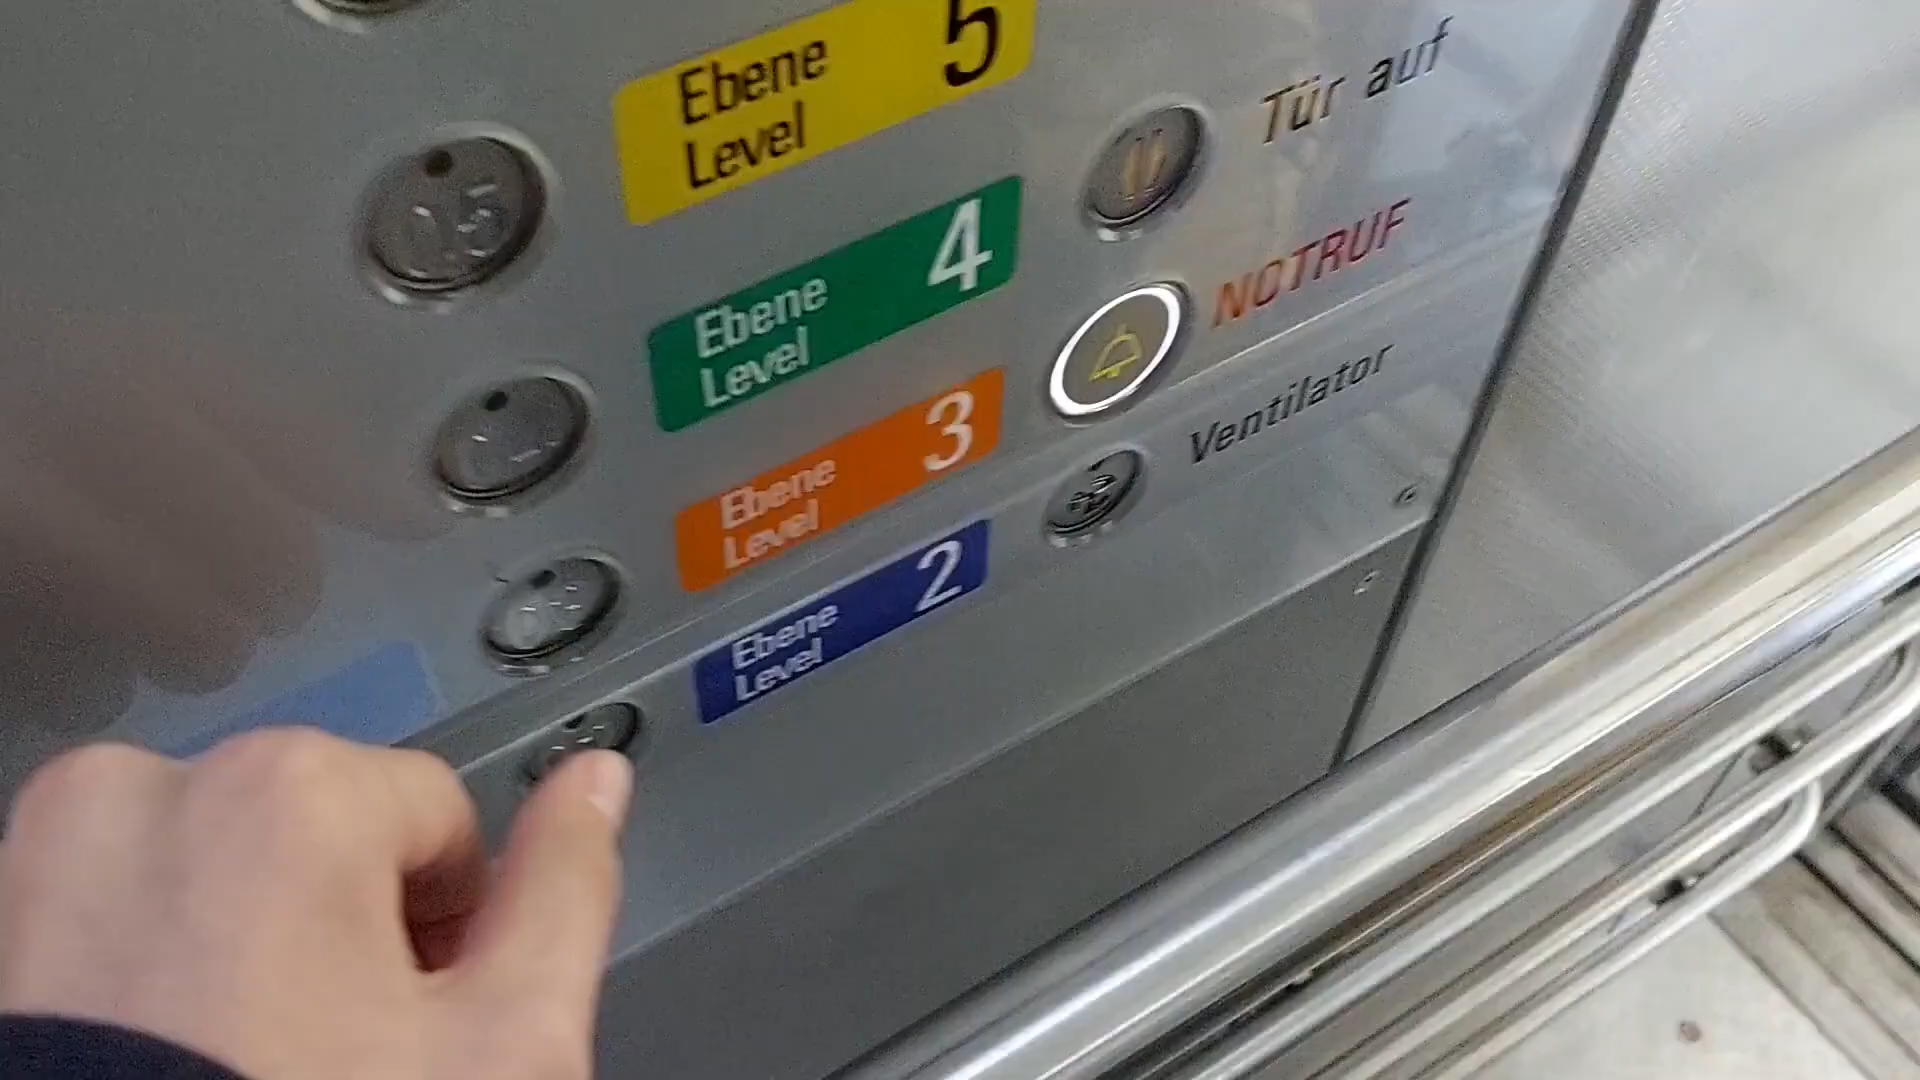 Ebene 5
Level
Tür auf
Ebene 4
Level
NOTRUF
Ebene 3
Level
Ventilator
Ebene 2
Level